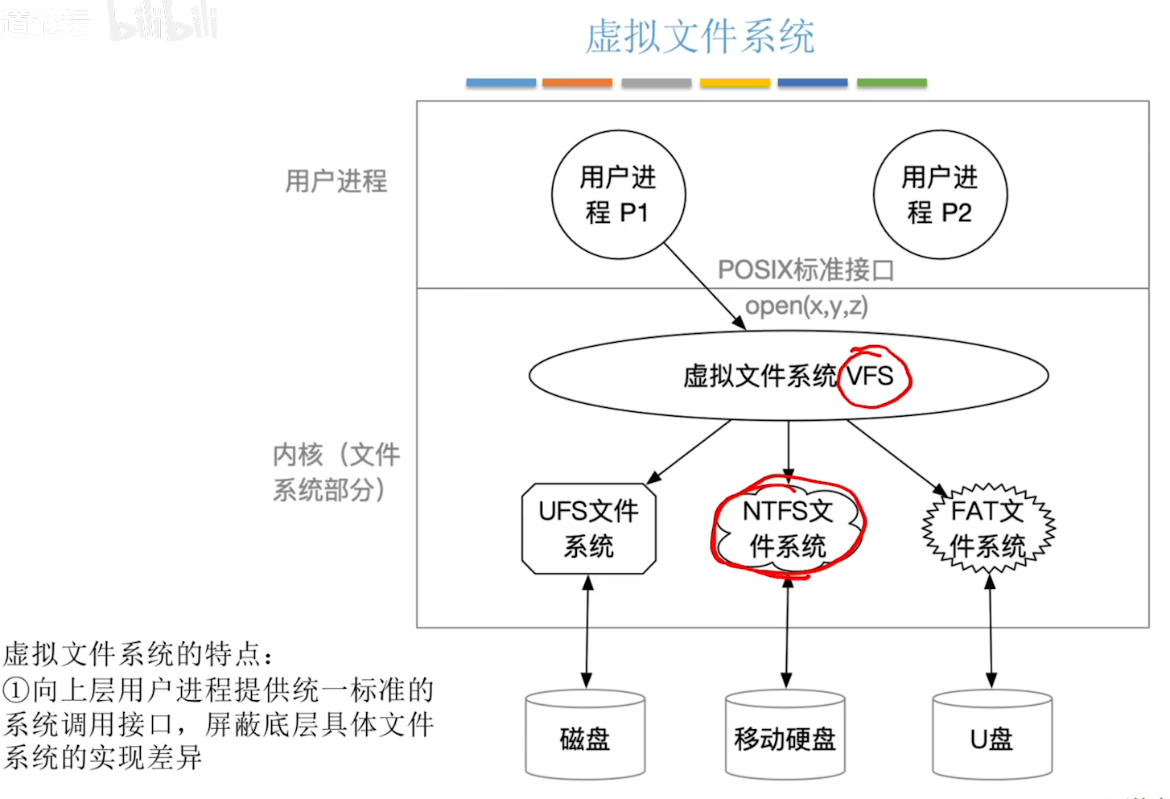 道论坛 bilibili
虚拟文件系统
用户进程
用户进
程 P1
用户进
程 P2
POSIX标准接口
open(x,y,z)
虚拟文件系统 VFS
内核（文件
系统部分）
UFS文件
系统
NTFS文
件系统
FAT文
件系统
虚拟文件系统的特点：
①向上层用户进程提供统一标准的
系统调用接口，屏蔽底层具体文件
系统的实现差异
磁盘
移动硬盘
U盘